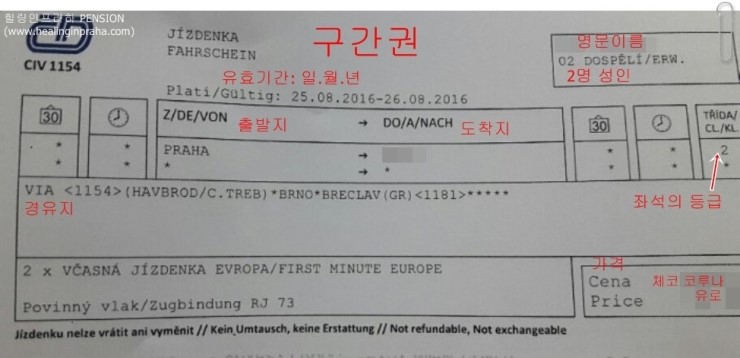 힐링인프라하 PENSION
(www.healinginpraha.com)
CIV 1154
JÍZDENKA
FAHRSCHEIN
구간권
영문이름
02 DOSPĚLÍ/ERW.
2명 성인
유효기간: 일.월.년
Platí/Gültig: 25.08.2016-26.08.2016
30
Z/DE/VON 출발지 → DO/A/NACH 도착지
30
TŘÍDA/
CL./KL.
* * PRAHA → * * 2
* * * → * * * *
VIA <1154>(HAVBROD/C.TREB)*BRNO*BRECLAV(GR)<1181>*****
경유지
좌석의 등급
2 x VČASNÁ JÍZDENKA EVROPA/FIRST MINUTE EUROPE
Povinný vlak/Zugbindung RJ 73
가격
Cena 체코 코루나
Price 유로
Jízdenku nelze vrátit ani vyměnit // Kein Umtausch, keine Erstattung // Not refundable, Not exchangeable